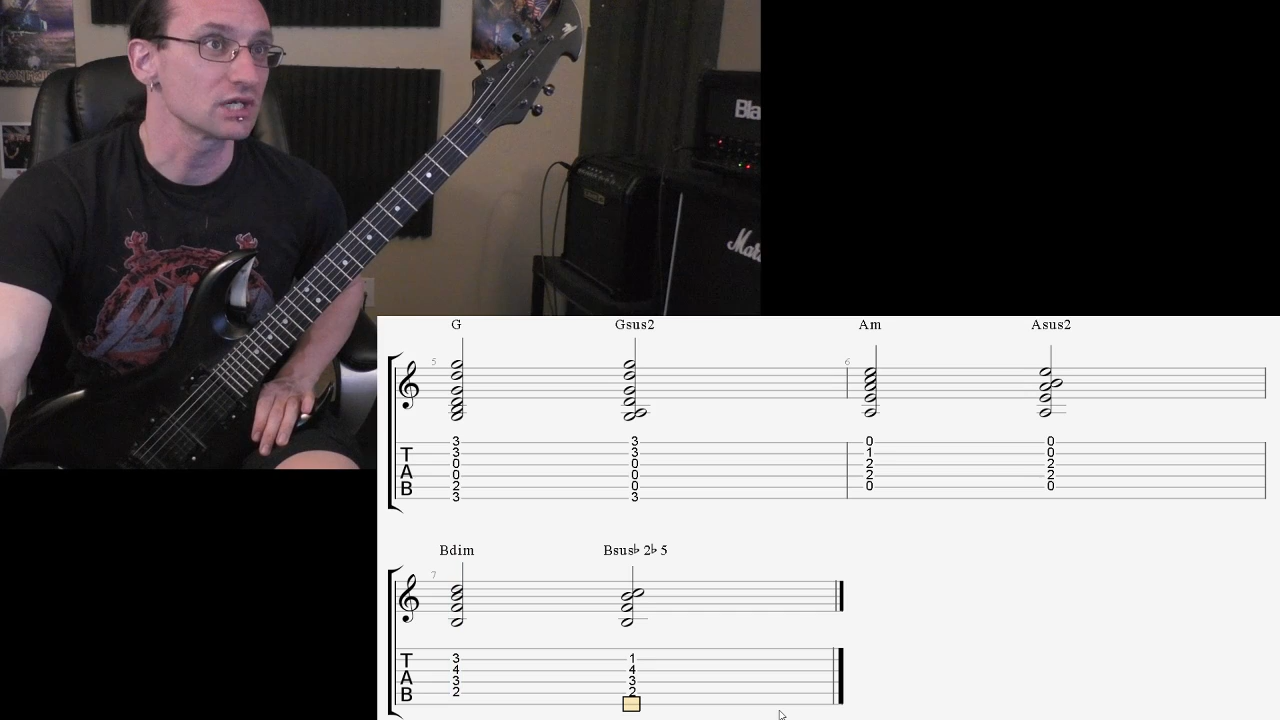 Bla
G Gsus2 Am Asus2
5 6
3 3 0 0
T 3 3 1 0
0 0 2 2
A 0 0 2 2
B 2 0 0 0
3 3
Bdim Bsus♭2♭5
7
T 3 1
4 4
A 3 3
B 2 2